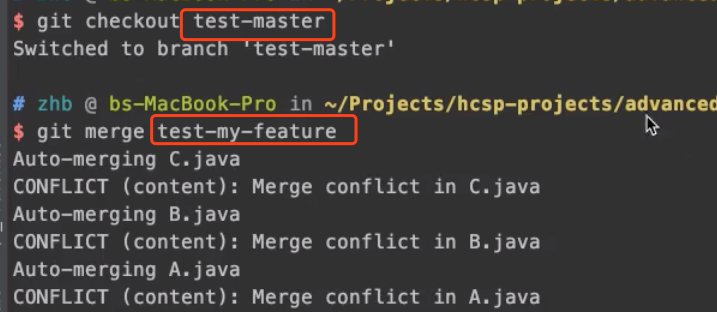 $ git checkout test-master
Switched to branch 'test-master'
# zhb @ bs-MacBook-Pro in ~/Projects/hcsp-projects/advanced
$ git merge test-my-feature
Auto-merging C.java
CONFLICT (content): Merge conflict in C.java
Auto-merging B.java
CONFLICT (content): Merge conflict in B.java
Auto-merging A.java
CONFLICT (content): Merge conflict in A.java